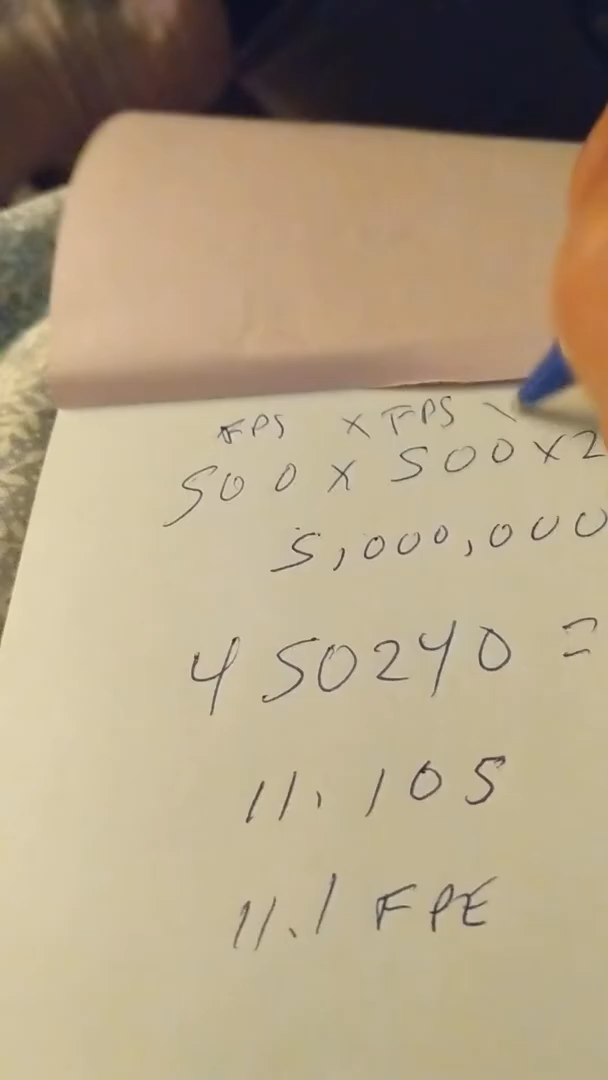 FPS x FPS \
500 x 500 x 2
5,000,000
450240 =
11.105
11.1 FPE